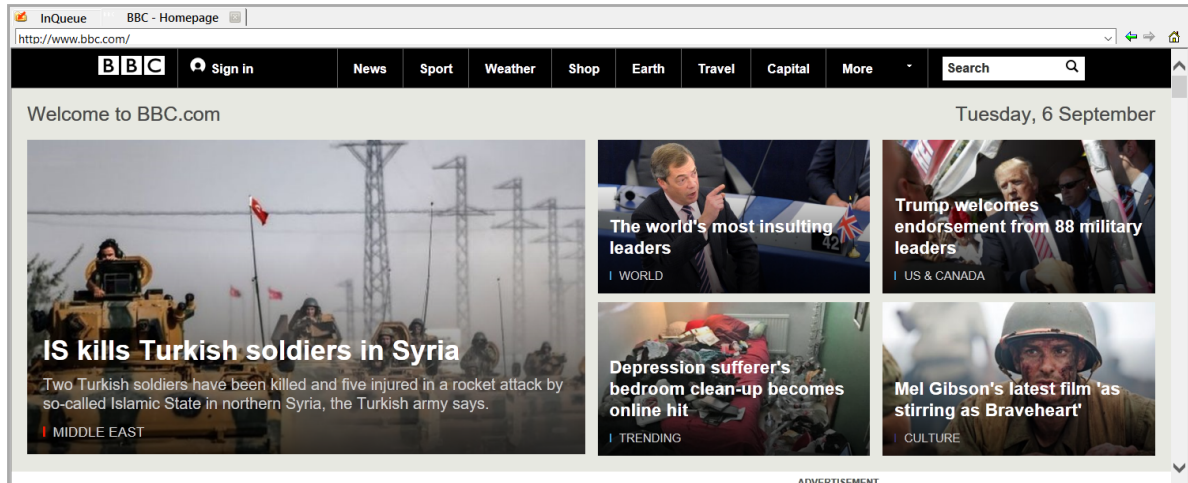 InQueue BBC - Homepage
http://www.bbc.com/
BBC Sign in News Sport Weather Shop Earth Travel Capital More Search
Welcome to BBC.com Tuesday, 6 September
IS kills Turkish soldiers in Syria
Two Turkish soldiers have been killed and five injured in a rocket attack by
so-called Islamic State in northern Syria, the Turkish army says.
MIDDLE EAST
The world's most insulting
leaders
42
WORLD
Trump welcomes
endorsement from 88 military
leaders
US & CANADA
Depression sufferer's
bedroom clean-up becomes
online hit
TRENDING
Mel Gibson's latest film 'as
stirring as Braveheart'
CULTURE
ADVERTISEMENT